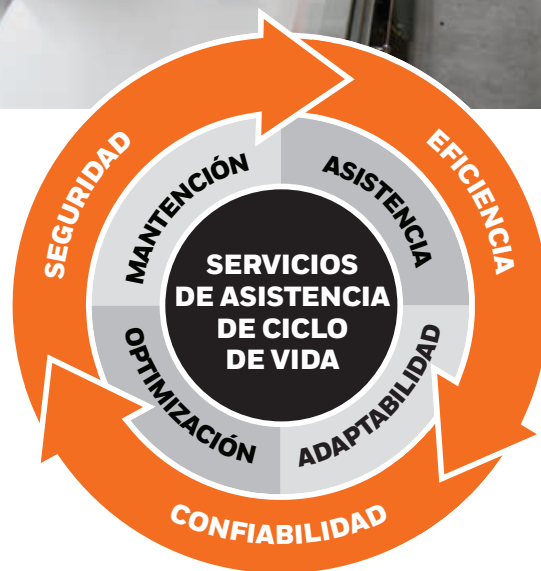 SEGURIDAD
EFICIENCIA
CONFIABILIDAD
MANTENCIÓN
ASISTENCIA
ADAPTABILIDAD
OPTIMIZACIÓN
SERVICIOS
DE ASISTENCIA
DE CICLO
DE VIDA